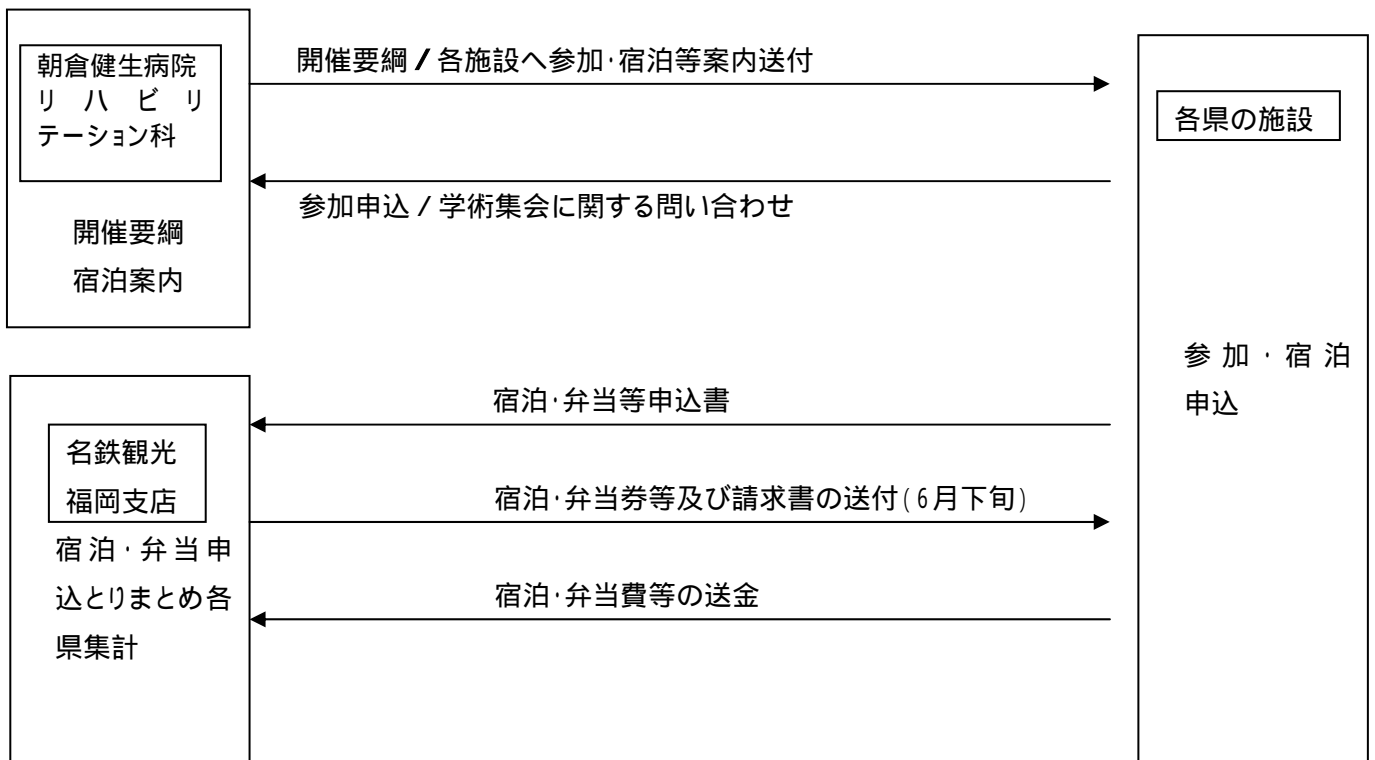 朝倉健生病院
リハビリ
テーション科
開催要綱
宿泊案内
開催要綱/各施設へ参加・宿泊等案内送付
参加申込/学術集会に関する問い合わせ
各県の施設
参加・宿泊
申込
名鉄観光
福岡支店
宿泊・弁当申
込とりまとめ各
県集計
宿泊・弁当等申込書
宿泊・弁当券等及び請求書の送付(6月下旬)
宿泊・弁当費等の送金